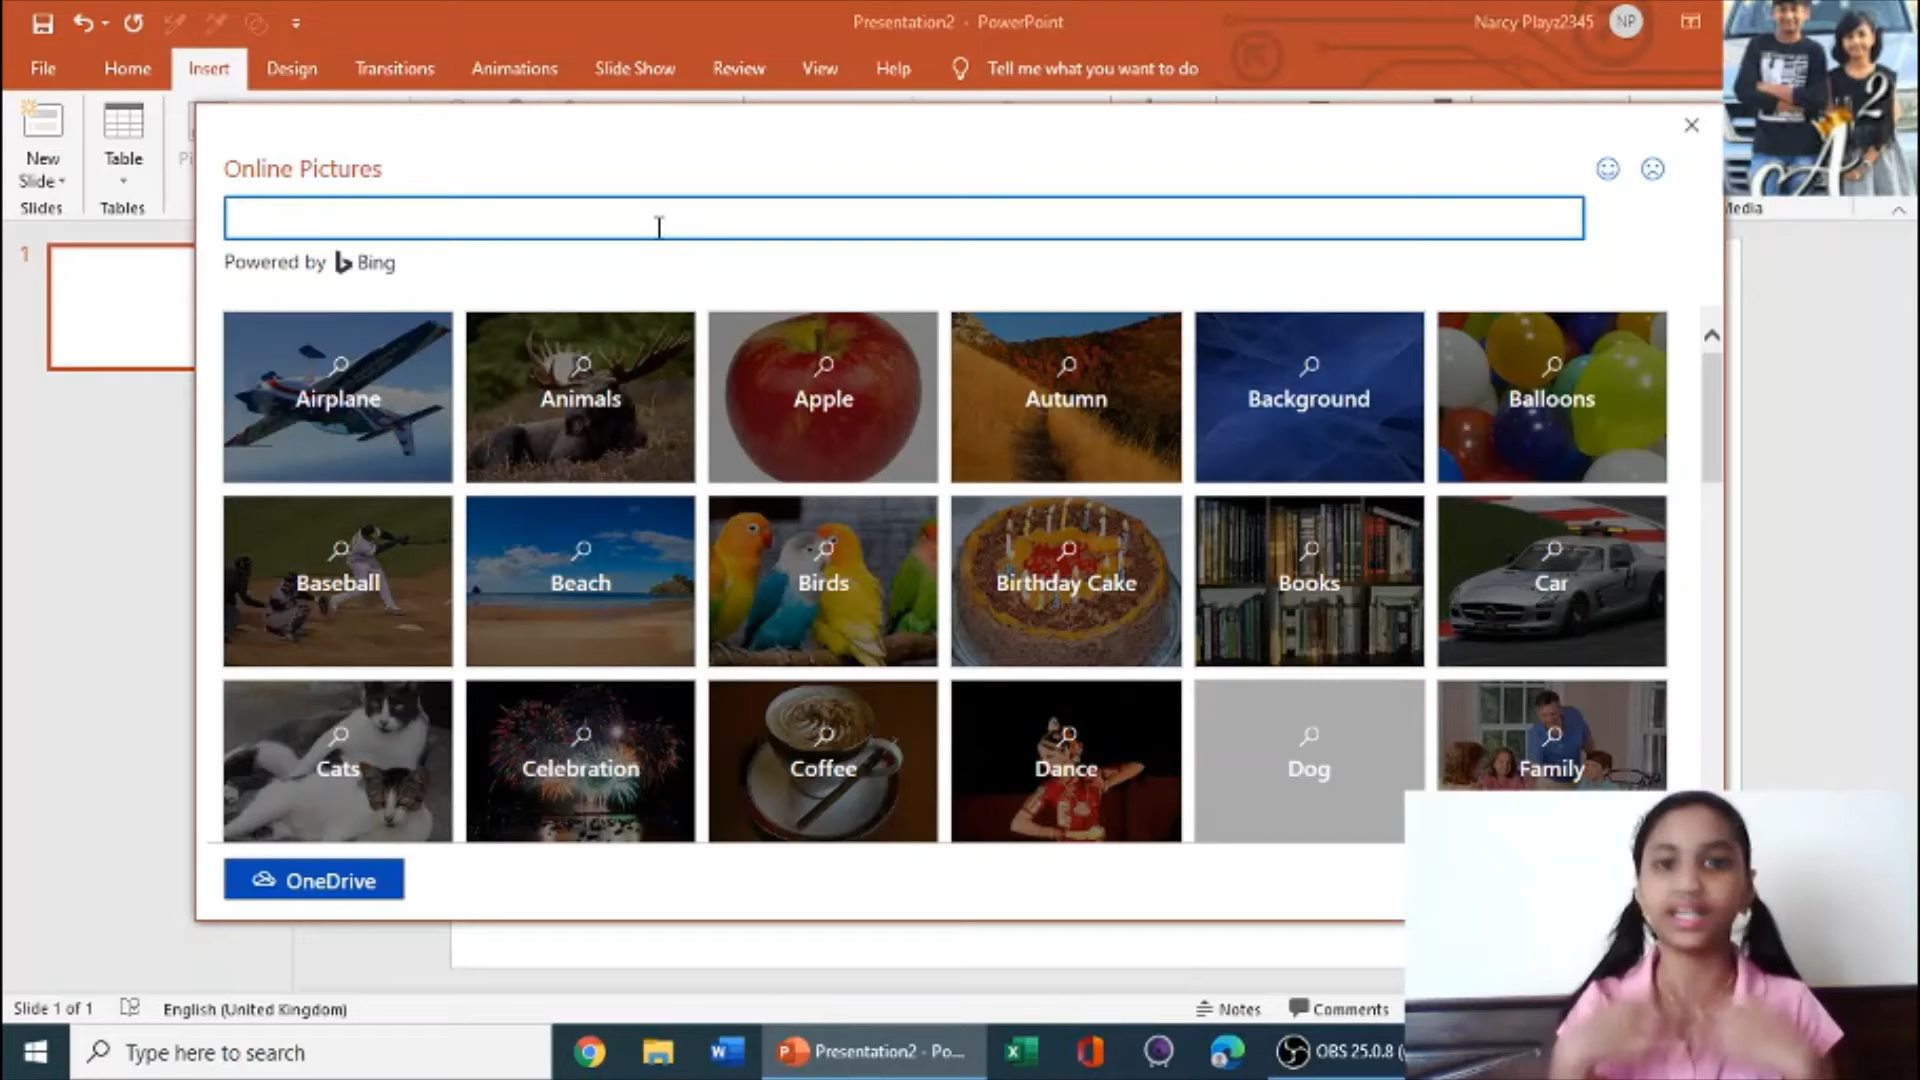 Presentation2 - PowerPoint
Narcy Playz2345
NP
File
Home
Insert
Design
Transitions
Animations
Slide Show
Review
View
Help
Tell me what you want to do
New
Slide
Slides
Table
Tables
Media
Online Pictures
Powered by Bing
Airplane
Animals
Apple
Autumn
Background
Balloons
Baseball
Beach
Birds
Birthday Cake
Books
Car
Cats
Celebration
Coffee
Dance
Dog
Family
OneDrive
1
A2
Slide 1 of 1
English (United Kingdom)
Notes
Comments
Type here to search
Presentation2 - Po...
OBS 25.0.8 (